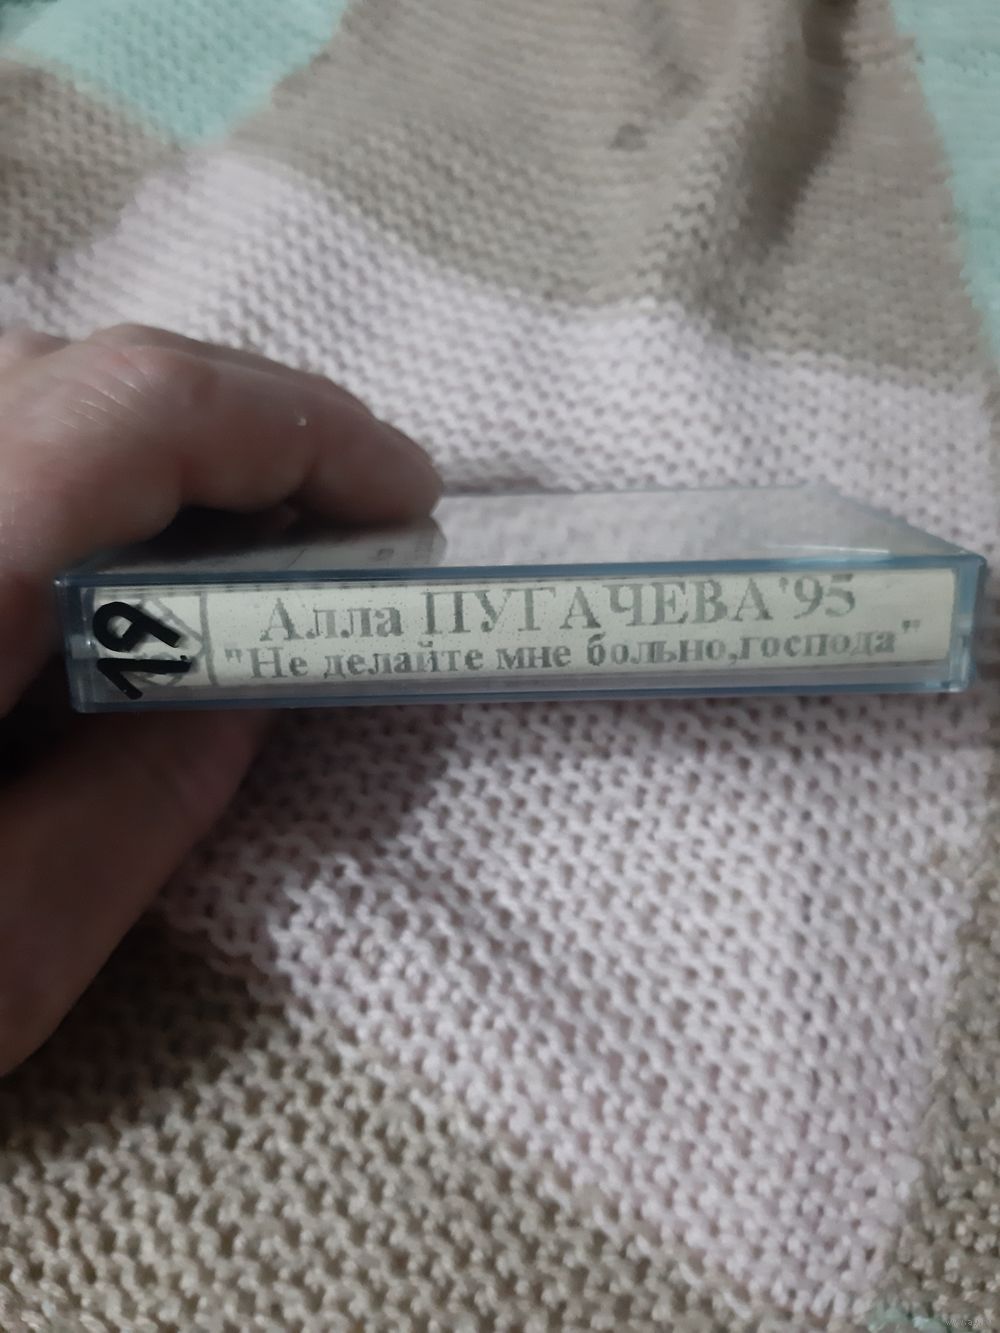 19
Алла ПУГАЧЕВА'95
"Не делайте мне больно,господа"